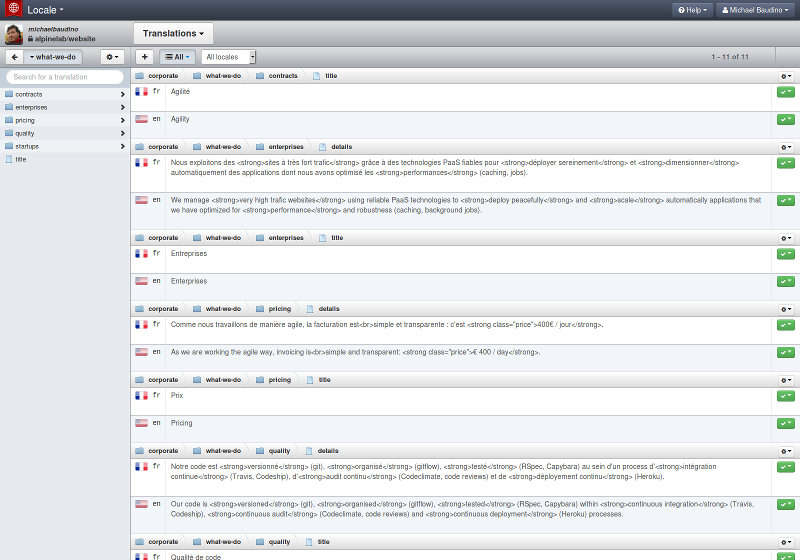 Locale
Help
Michael Baudino
michaelbaudino
alpinelab/website
Translations
what-we-do
All
All locales
1 - 11 of 11
Search for a translation
contracts
enterprises
pricing
quality
startups
title
corporate what-we-do contracts title
fr Agilité
en Agility
corporate what-we-do enterprises details
fr Nous exploitons des <strong>sites à très fort trafic</strong> grâce à des technologies PaaS fiables pour <strong>déployer sereinement</strong> et <strong>dimensionner</strong>
automatiquement des applications dont nous avons optimisé les <strong>performances</strong> (caching, jobs).
en We manage <strong>very high trafic websites</strong> using reliable PaaS technologies to <strong>deploy peacefully</strong> and <strong>scale</strong> automatically applications that
we have optimized for <strong>performance</strong> and robustness (caching, background jobs).
corporate what-we-do enterprises title
fr Entreprises
en Enterprises
corporate what-we-do pricing details
fr Comme nous travaillons de manière agile, la facturation est<br>simple et transparente : c'est <strong class="price">400€ / jour</strong>.
en As we are working the agile way, invoicing is<br>simple and transparent: <strong class="price">€ 400 / day</strong>.
corporate what-we-do pricing title
fr Prix
en Pricing
corporate what-we-do quality details
fr Notre code est <strong>versionné</strong> (git), <strong>organisé</strong> (gitflow), <strong>testé</strong> (RSpec, Capybara) au sein d'un process d'<strong>intégration
continue</strong> (Travis, Codeship), d'<strong>audit continu</strong> (Codeclimate, code reviews) et de <strong>déploiement continu</strong> (Heroku).
en Our code is <strong>versioned</strong> (git), <strong>organised</strong> (gitflow), <strong>tested</strong> (RSpec, Capybara) within <strong>continuous integration</strong> (Travis,
Codeship), <strong>continuous audit</strong> (Codeclimate, code reviews) and <strong>continuous deployment</strong> (Heroku) processes.
corporate what-we-do quality title
fr Qualité de code